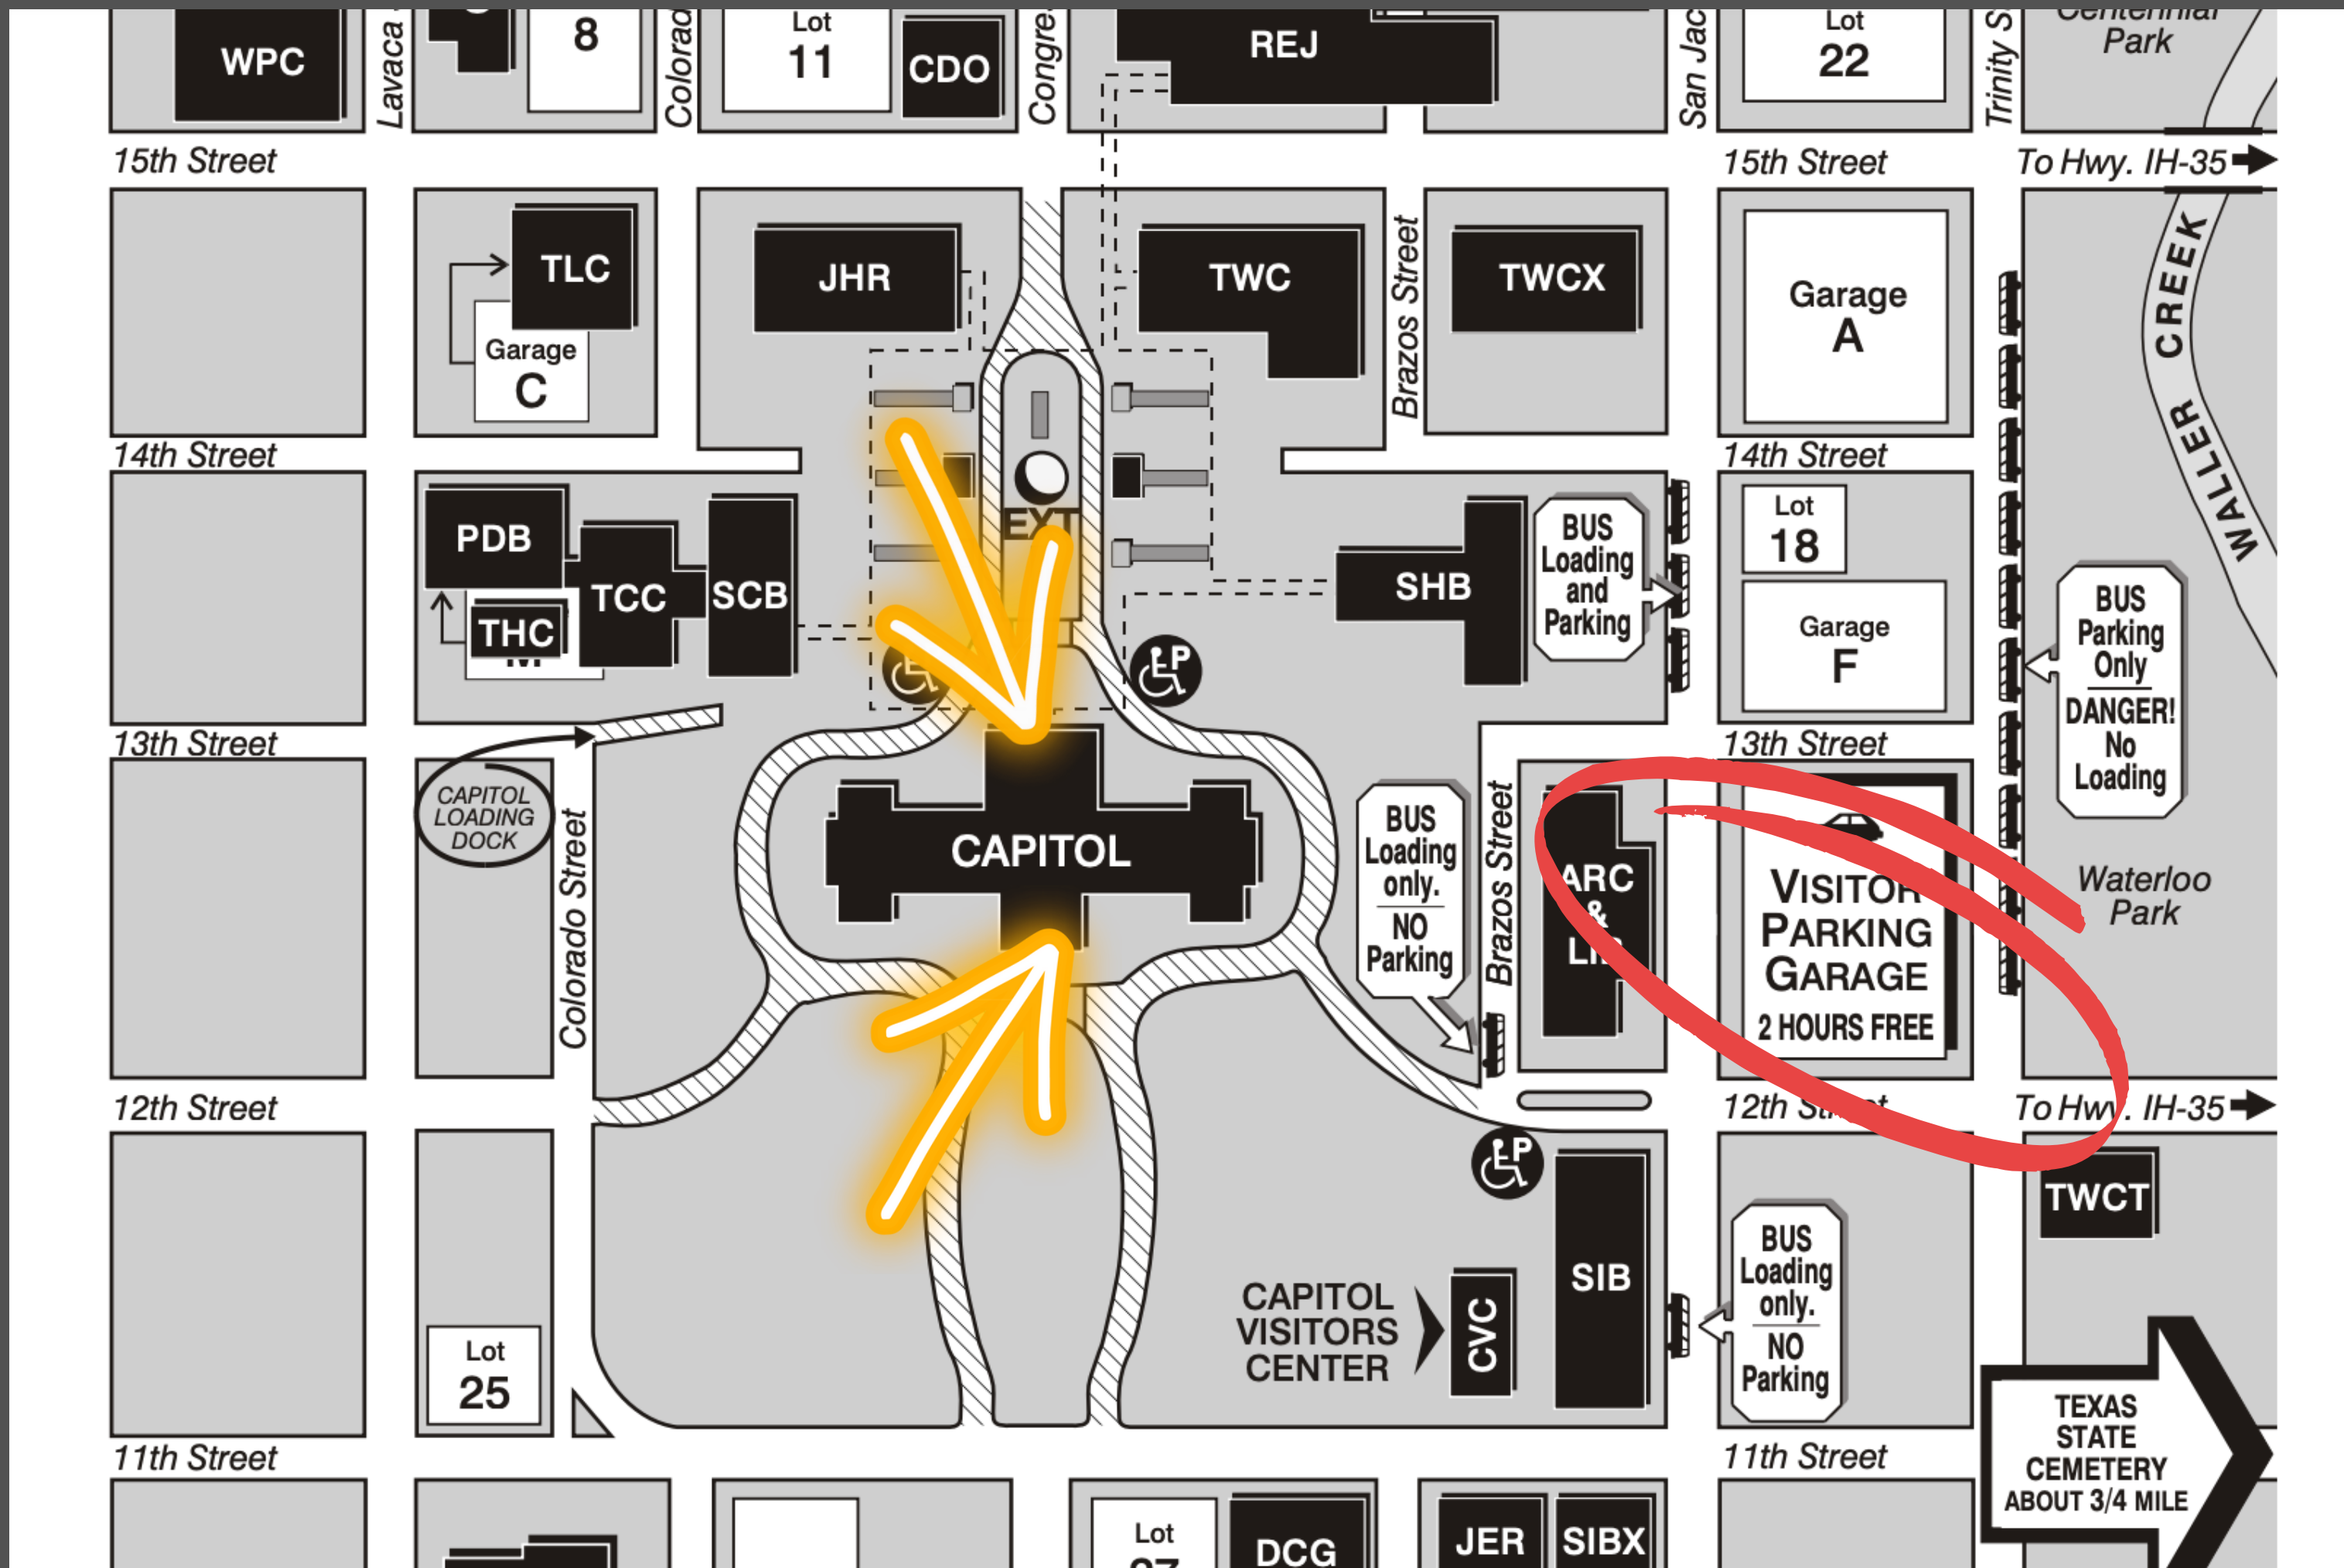 WPC
Lavaca
8
Lot
11
CDO
REJ
Lot
22
Park
15th Street
15th Street
To Hwy. IH-35
TLC
Garage
C
JHR
TWC
Brazos Street
TWCX
Garage
A
WALLER CREEK
14th Street
14th Street
PDB
THC
TCC
SCB
EXT
P
SHB
BUS
Loading
and
Parking
Lot
18
Garage
F
BUS
Parking
Only
DANGER!
No
Loading
13th Street
13th Street
CAPITOL
LOADING
DOCK
Colorado Street
CAPITOL
BUS
Loading
only.
NO
Parking
Brazos Street
ARC
&
VISITOR
PARKING
GARAGE
2 HOURS FREE
Waterloo
Park
12th Street
12th Street
To Hwy. IH-35
P
TWCT
SIB
CAPITOL
VISITORS
CENTER
CVC
BUS
Loading
only.
NO
Parking
Lot
25
TEXAS
STATE
CEMETERY
ABOUT 3/4 MILE
11th Street
11th Street
Lot
DCG
JER
SIBX